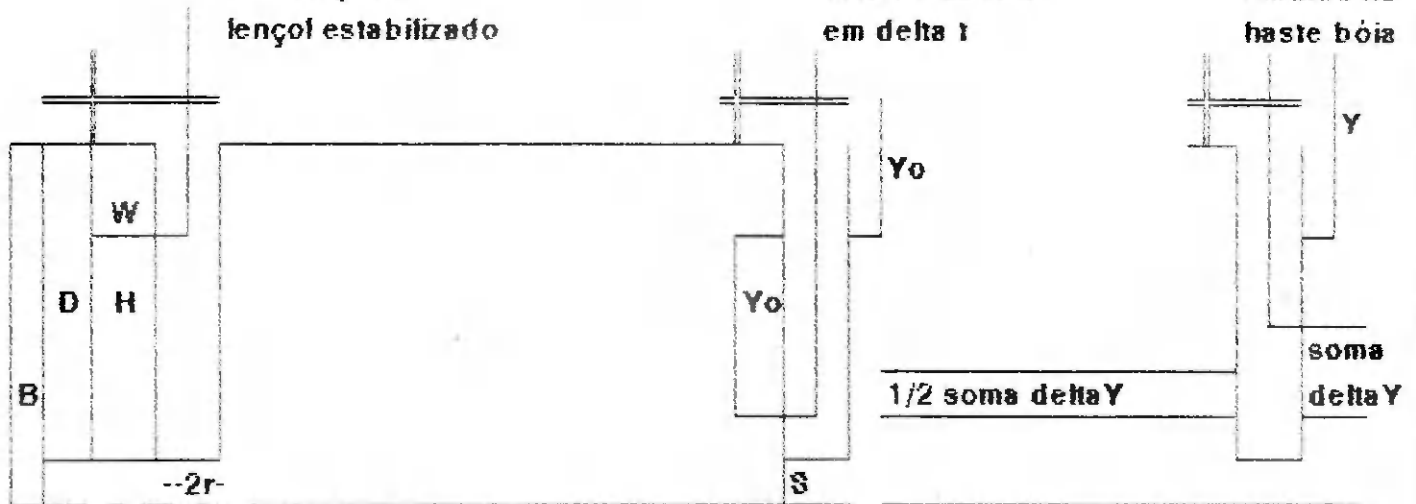 lençol estabilizado
em delta t
haste bóia
Y
Yo
W
D H
Yo
soma
B
1/2 soma deltaY
deltaY
--2r-
S